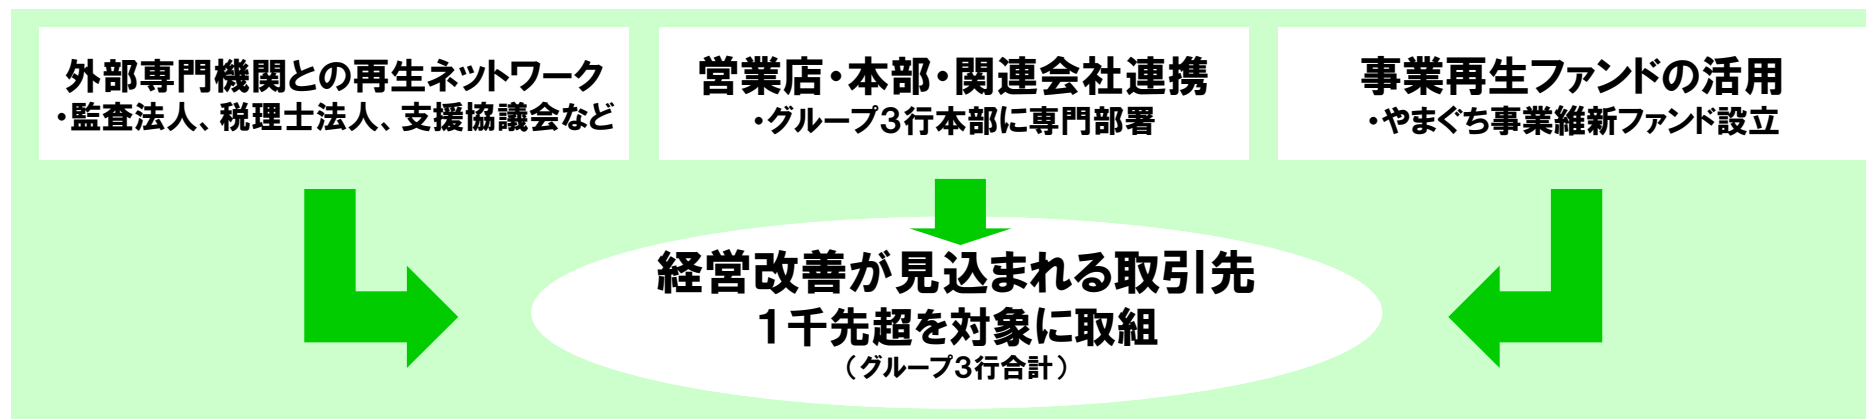 外部専門機関との再生ネットワーク
・監査法人、税理士法人、支援協議会など
営業店・本部・関連会社連携
・グループ３行本部に専門部署
事業再生ファンドの活用
・やまぐち事業維新ファンド設立
経営改善が見込まれる取引先
１千先超を対象に取組
（グループ３行合計）